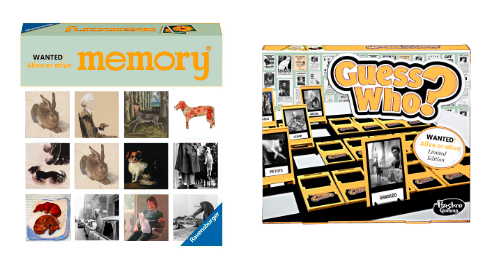 WANTED
Alive or alive
memory
Ravensburger
Guess
Who?
WANTED
Alive or alive
Limited
Edition
Hasbro
Gaming